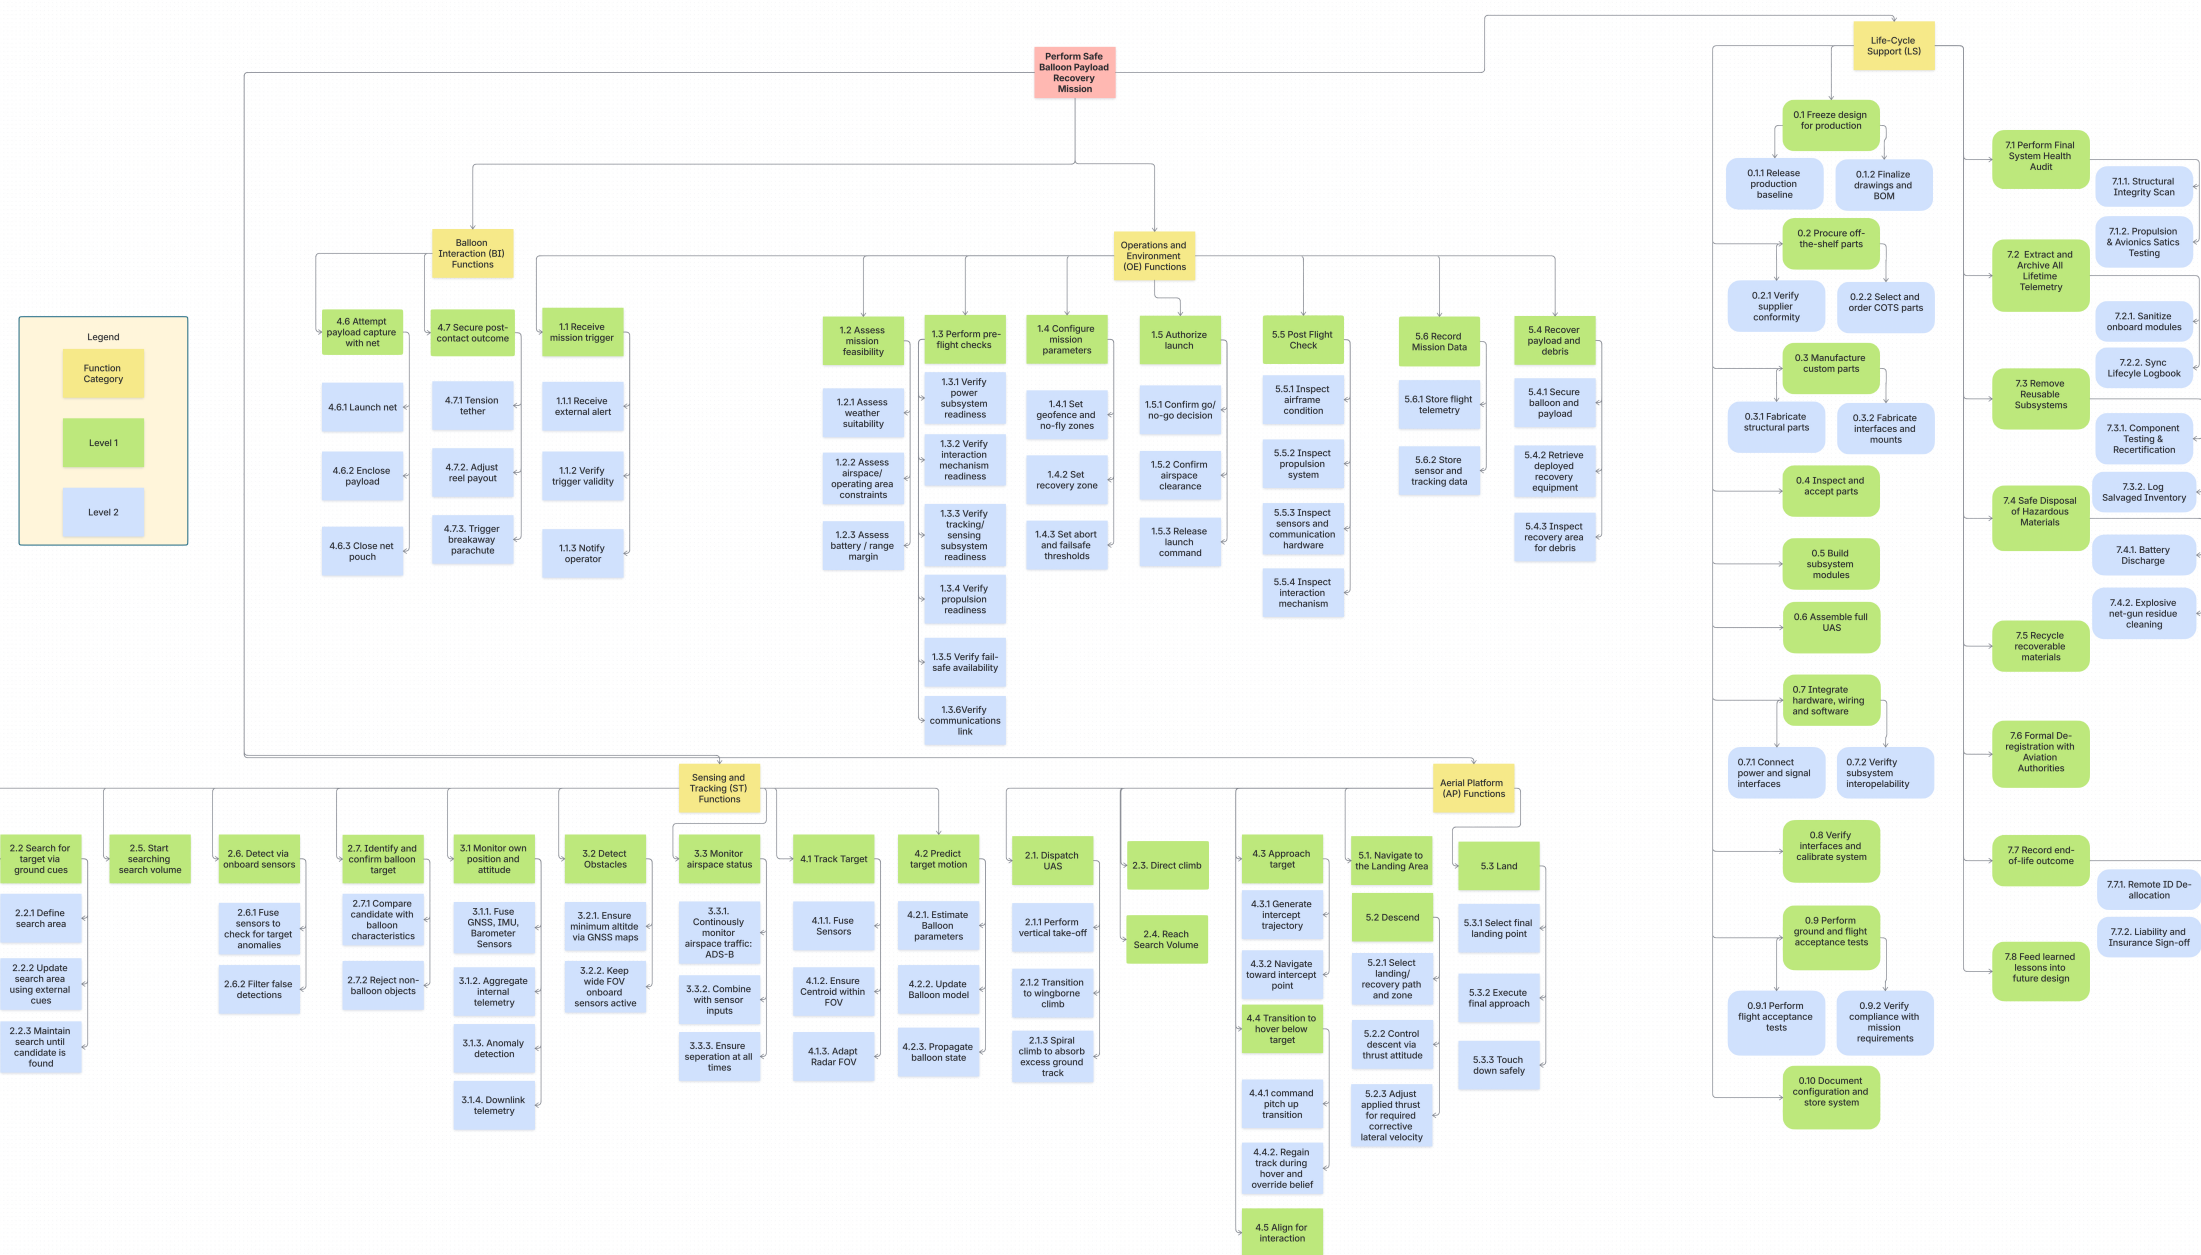 Perform Safe
Balloon Payload
Recovery
Mission
Legend
Function
Category
Level 1
Level 2
Balloon
Interaction (BI)
Functions
4.6 Attempt
payload capture
with net
4.6.1 Launch net
4.6.2 Enclose
payload
4.6.3 Close net
pouch
4.7 Secure post-
contact outcome
4.7.1 Tension
tether
4.7.2. Adjust
reel payout
4.7.3. Trigger
breakaway
parachute
Operations and
Environment
(OE) Functions
1.1 Receive
mission trigger
1.1.1 Receive
external alert
1.1.2 Verify
trigger validity
1.1.3 Notify
operator
1.2 Assess
mission
feasibility
1.2.1 Assess
weather
suitability
1.2.2 Assess
airspace/
operating area
constraints
1.2.3 Assess
battery / range
margin
1.3 Perform pre-
flight checks
1.3.1 Verify
power
subsystem
readiness
1.3.2 Verify
interaction
mechanism
readiness
1.3.3 Verify
tracking/
sensing
subsystem
readiness
1.3.4 Verify
propulsion
readiness
1.3.5 Verify fail-
safe availability
1.3.6Verify
communications
link
1.4 Configure
mission
parameters
1.4.1 Set
geofence and
no-fly zones
1.4.2 Set
recovery zone
1.4.3 Set abort
and failsafe
thresholds
1.5 Authorize
launch
1.5.1 Confirm go/
no-go decision
1.5.2 Confirm
airspace
clearance
1.5.3 Release
launch
command
5.5 Post Flight
Check
5.5.1 Inspect
airframe
condition
5.5.2 Inspect
propulsion
system
5.5.3 Inspect
sensors and
communication
hardware
5.5.4 Inspect
interaction
mechanism
5.6 Record
Mission Data
5.6.1 Store flight
telemetry
5.6.2 Store
sensor and
tracking data
5.4 Recover
payload and
debris
5.4.1 Secure
balloon and
payload
5.4.2 Retrieve
deployed
recovery
equipment
5.4.3 Inspect
recovery area
for debris
Sensing and
Tracking (ST)
Functions
2.2 Search for
target via
ground cues
2.2.1 Define
search area
2.2.2 Update
search area
using external
cues
2.2.3 Maintain
search until
candidate is
found
2.5. Start
searching
search volume
2.6. Detect via
onboard sensors
2.6.1 Fuse
sensors to
check for target
anomalies
2.6.2 Filter false
detections
2.7. Identify and
confirm balloon
target
2.7.1 Compare
candidate with
balloon
characteristics
2.7.2 Reject non-
balloon objects
3.1 Monitor own
position and
attitude
3.1.1. Fuse
GNSS, IMU,
Barometer
Sensors
3.1.2. Aggregate
internal
telemetry
3.1.3. Anomaly
detection
3.1.4. Downlink
telemetry
3.2 Detect
Obstacles
3.2.1. Ensure
minimum altitde
via GNSS maps
3.2.2. Keep
wide FOV
onboard
sensors active
3.3 Monitor
airspace status
3.3.1.
Continously
monitor
airspace traffic:
ADS-B
3.3.2. Combine
with sensor
inputs
3.3.3. Ensure
seperation at all
times
4.1 Track Target
4.1.1. Fuse
Sensors
4.1.2. Ensure
Centroid within
FOV
4.1.3. Adapt
Radar FOV
4.2 Predict
target motion
4.2.1. Estimate
Balloon
parameters
4.2.2. Update
Balloon model
4.2.3. Propagate
balloon state
Aerial Platform
(AP) Functions
2.1. Dispatch
UAS
2.1.1 Perform
vertical take-off
2.1.2 Transition
to wingborne
climb
2.1.3 Spiral
climb to absorb
excess ground
track
2.3. Direct climb
2.4. Reach
Search Volume
4.3 Approach
target
4.3.1 Generate
intercept
trajectory
4.3.2 Navigate
toward intercept
point
4.4 Transition to
hover below
target
4.4.1 command
pitch up
transition
4.4.2. Regain
track during
hover and
override belief
4.5 Align for
interaction
5.1. Navigate to
the Landing Area
5.2 Descend
5.2.1 Select
landing/
recovery path
and zone
5.2.2 Control
descent via
thrust attitude
5.2.3 Adjust
applied thrust
for required
corrective
lateral velocity
5.3 Land
5.3.1 Select final
landing point
5.3.2 Execute
final approach
5.3.3 Touch
down safely
Life-Cycle
Support (LS)
0.1 Freeze design
for production
0.1.1 Release
production
baseline
0.1.2 Finalize
drawings and
BOM
0.2 Procure off-
the-shelf parts
0.2.1 Verify
supplier
conformity
0.2.2 Select and
order COTS parts
0.3 Manufacture
custom parts
0.3.1 Fabricate
structural parts
0.3.2 Fabricate
interfaces and
mounts
0.4 Inspect and
accept parts
0.5 Build
subsystem
modules
0.6 Assemble full
UAS
0.7 Integrate
hardware, wiring
and software
0.7.1 Connect
power and signal
interfaces
0.7.2 Verifty
subsystem
interopelability
0.8 Verify
interfaces and
calibrate system
0.9 Perform
ground and flight
acceptance tests
0.9.1 Perform
flight acceptance
tests
0.9.2 Verify
compliance with
mission
requirements
0.10 Document
configuration and
store system
7.1 Perform Final
System Health
Audit
7.1.1. Structural
Integrity Scan
7.1.2. Propulsion
& Avionics Satics
Testing
7.2 Extract and
Archive All
Lifetime
Telemetry
7.2.1. Sanitize
onboard modules
7.2.2. Sync
Lifecyle Logbook
7.3 Remove
Reusable
Subsystems
7.3.1. Component
Testing &
Recertification
7.3.2. Log
Salvaged Inventory
7.4 Safe Disposal
of Hazardous
Materials
7.4.1. Battery
Discharge
7.4.2. Explosive
net-gun residue
cleaning
7.5 Recycle
recoverable
materials
7.6 Formal De-
registration with
Aviation
Authorities
7.7 Record end-
of-life outcome
7.7.1. Remote ID De-
allocation
7.7.2. Liability and
Insurance Sign-off
7.8 Feed learned
lessons into
future design